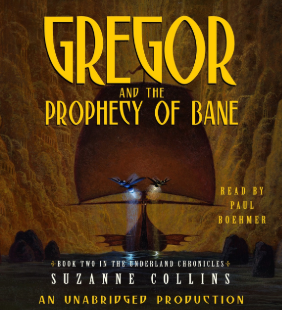 GREGOR
AND THE
PROPHECY OF BANE
READ BY
PAUL
BOEHMER
BOOK TWO IN THE UNDERLAND CHRONICLES
SUZANNE COLLINS
AN UNABRIDGED PRODUCTION